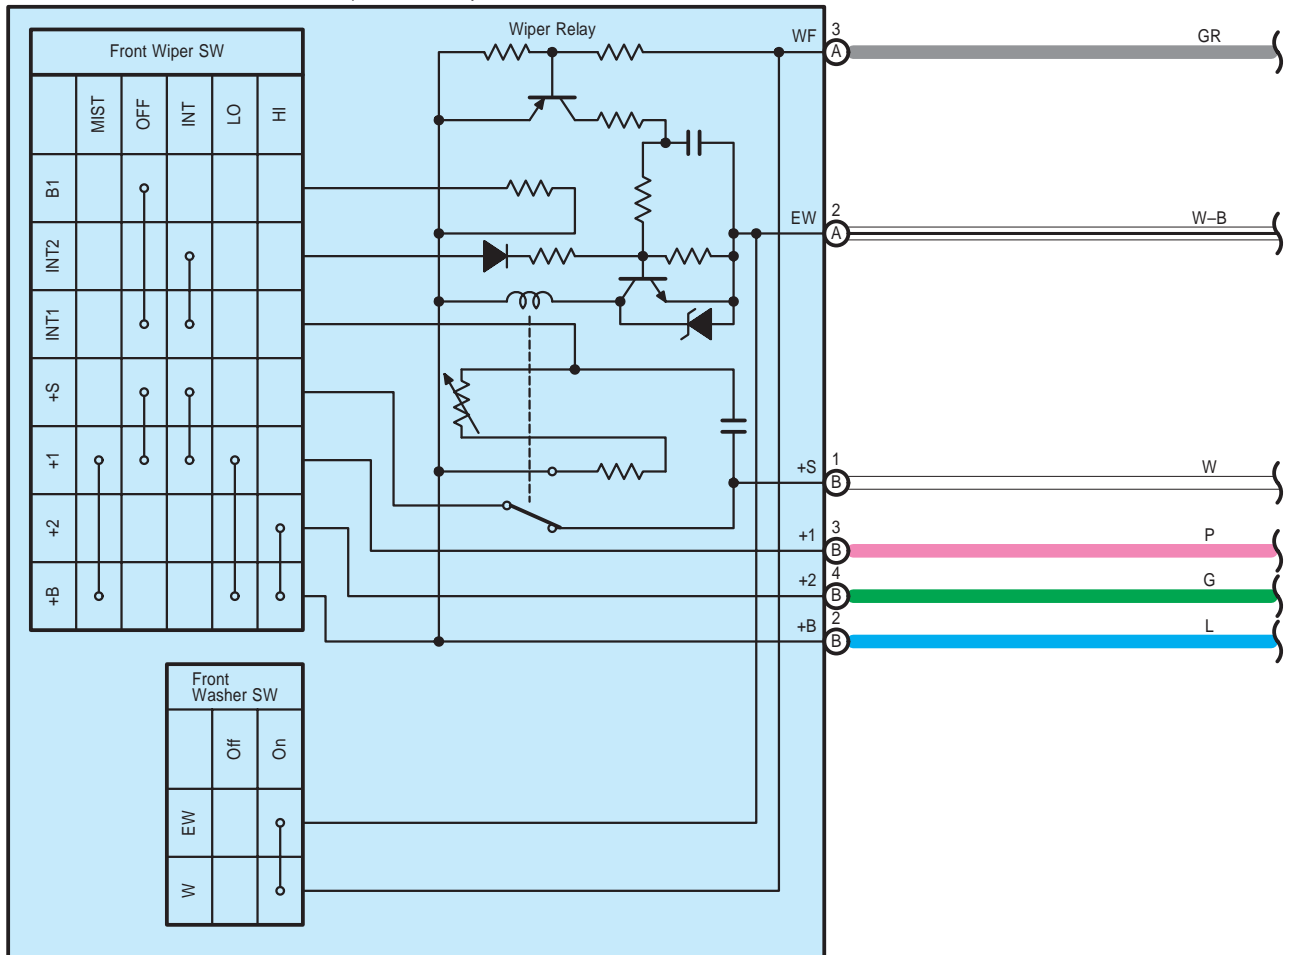 Wiper Relay
Front Wiper SW
MIST
OFF
INT
LO
HI
B1
INT2
INT1
+S
+1
+2
+B
WF
3
A
GR
EW
2
A
W–B
+S
1
B
W
+1
3
B
P
+2
4
B
G
+B
2
B
L
Front
Washer SW
Off
On
EW
W